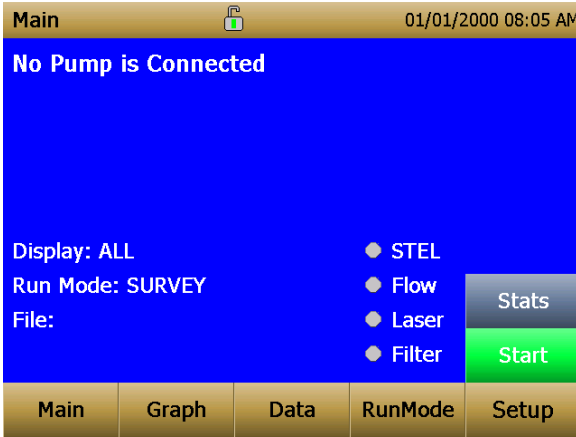 Main 01/01/2000 08:05 AM
No Pump is Connected
Display: ALL
STEL
Run Mode: SURVEY
Flow
File:
Laser
Filter
Stats
Start
Main Graph Data RunMode Setup